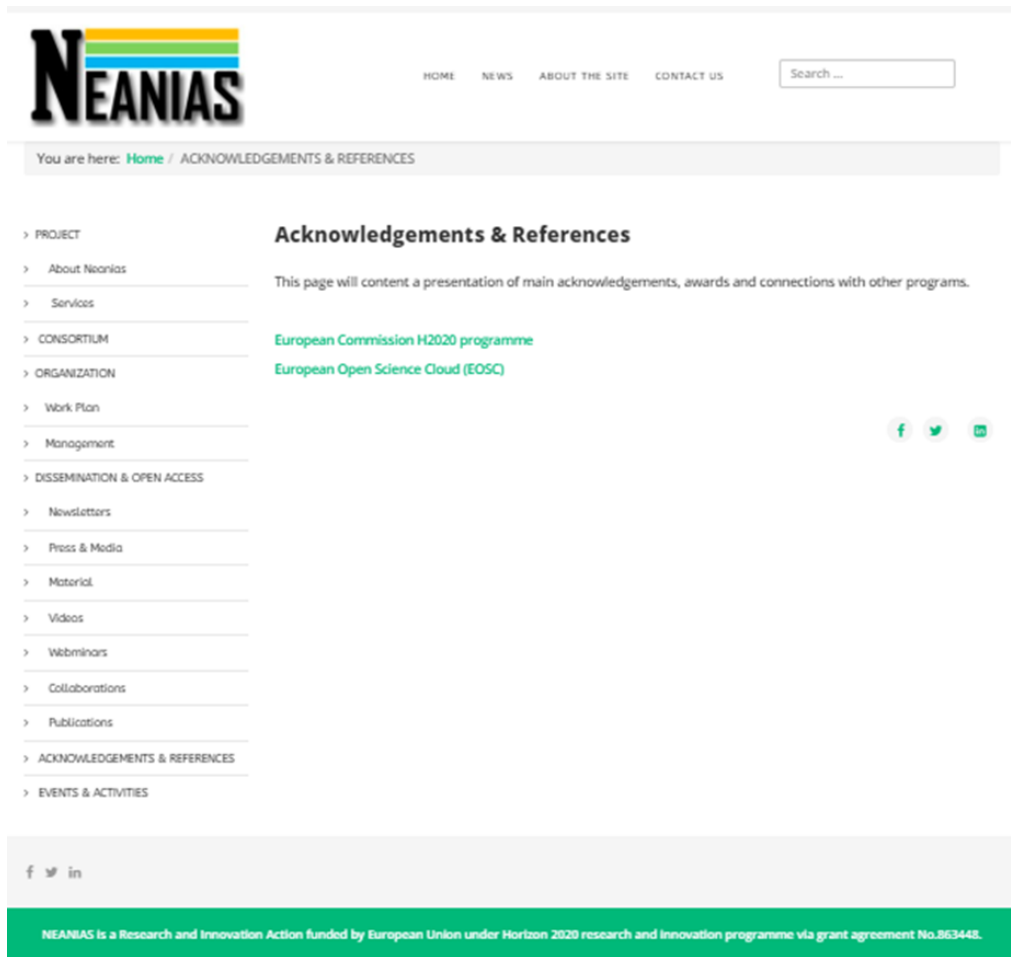 NEANIAS
HOME NEWS ABOUT THE SITE CONTACT US Search ...
You are here: Home / ACKNOWLEDGEMENTS & REFERENCES
> PROJECT
> About Neanias
> Services
> CONSORTIUM
> ORGANIZATION
> Work Plan
> Management
> DISSEMINATION & OPEN ACCESS
> Newsletters
> Press & Media
> Material
> Videos
> Webminars
> Collaborations
> Publications
> ACKNOWLEDGEMENTS & REFERENCES
> EVENTS & ACTIVITIES
Acknowledgements & References
This page will content a presentation of main acknowledgements, awards and connections with other programs.
European Commission H2020 programme
European Open Science Cloud (EOSC)
NEANIAS is a Research and Innovation Action funded by European Union under Horizon 2020 research and innovation programme via grant agreement No.863448.